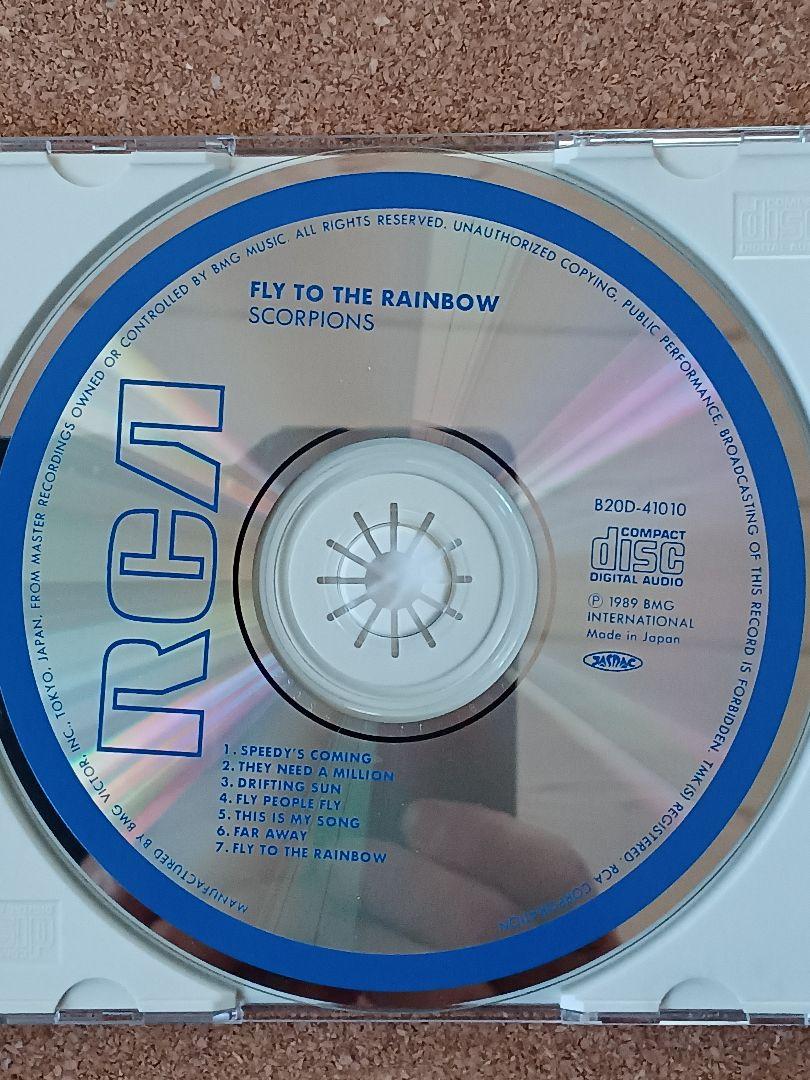 FLY TO THE RAINBOW
SCORPIONS
RCA
B20D-41010
COMPACT
disc
DIGITAL AUDIO
Ⓟ 1989 BMG
INTERNATIONAL
Made in Japan
JASRAC
1. SPEEDY'S COMING
2. THEY NEED A MILLION
3. DRIFTING SUN
4. FLY PEOPLE FLY
5. THIS IS MY SONG
6. FAR AWAY
7. FLY TO THE RAINBOW
MANUFACTURED BY BMG VICTOR, INC. TOKYO, JAPAN, FROM MASTER RECORDINGS OWNED OR CONTROLLED BY BMG MUSIC. ALL RIGHTS RESERVED. UNAUTHORIZED COPYING, PUBLIC PERFORMANCE, BROADCASTING OF THIS RECORD IS FORBIDDEN. TMK(S) REGISTERED. RCA CORPORATION
COMPACT
disc
DIGITAL AUDIO